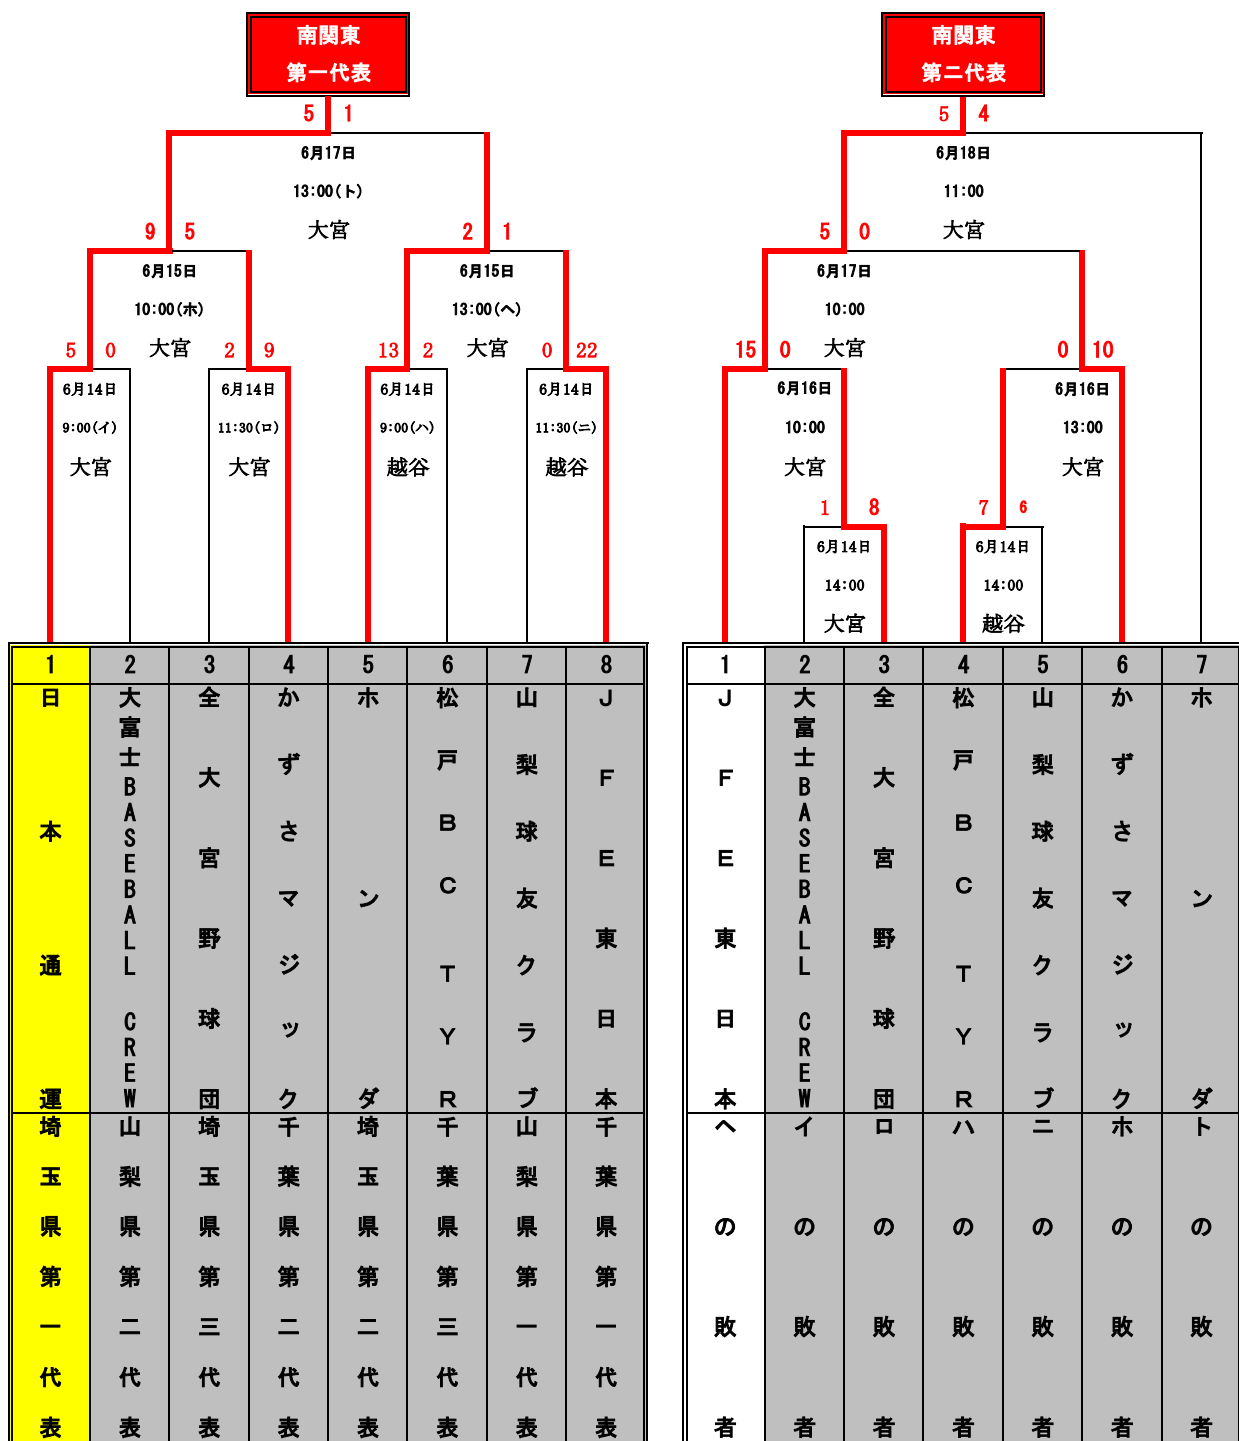 南関東
第一代表
南関東
第二代表
5 1
5 4
6月17日
13:00(ト)
大宮
6月18日
11:00
大宮
9 5
2 1
5 0
6月15日
10:00(ホ)
大宮
6月15日
13:00(ヘ)
大宮
6月17日
10:00
大宮
5 0
2 9
13 2
0 22
15 0
0 10
6月14日
9:00(イ)
大宮
6月14日
11:30(ロ)
大宮
6月14日
9:00(ハ)
越谷
6月14日
11:30(ニ)
越谷
6月16日
10:00
大宮
6月16日
13:00
大宮
1 8
7 6
6月14日
14:00
大宮
6月14日
14:00
越谷
1 2 3 4 5 6 7 8
日本通運
大富士BASEBALL CREW
全大宮野球団
かずさマジック
ホンダ
松戸BC TYR
山梨球友クラブ
JFE東日本
埼玉県第一代表
山梨県第二代表
埼玉県第三代表
千葉県第二代表
埼玉県第二代表
千葉県第三代表
山梨県第一代表
千葉県第一代表
1 2 3 4 5 6 7
JFE東日本
大富士BASEBALL CREW
全大宮野球団
松戸BC TYR
山梨球友クラブ
かずさマジック
ホンダ
ヘの敗者
イの敗者
ロの敗者
ハの敗者
ニの敗者
ホの敗者
トの敗者